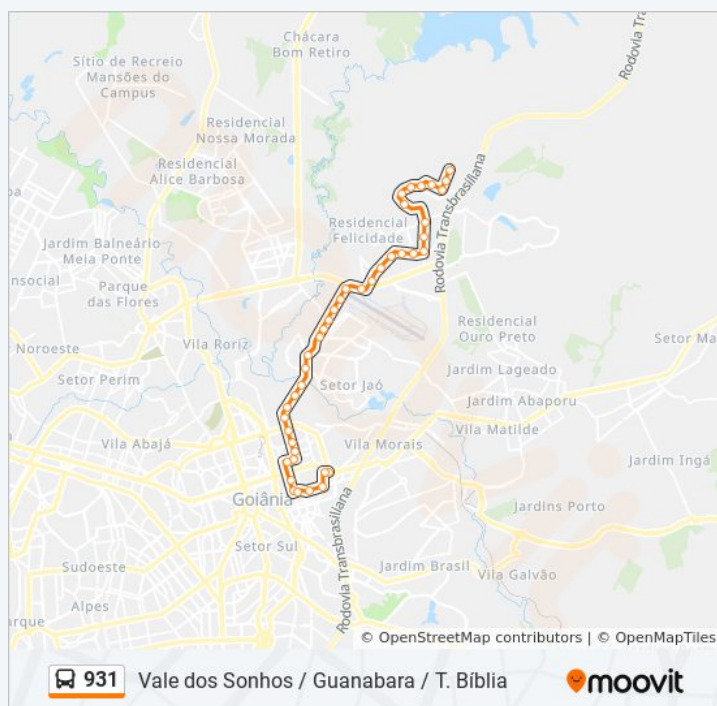 Chácara
Bom Retiro
Sítio de Recreio
Mansões do
Campus
Residencial
Nossa Morada
Residencial
Alice Barbosa
Rodovia Tra
Rodovia Transbrasiliana
Residencial
Felicidade
Jardim Balneário
Meia Ponte
nsocial
Parque
das Flores
Residencial
Ouro Preto
Noroeste
Vila Roriz
Setor Ma
Setor Perim
Setor Jaó
Jardim Lageado
Jardim Abaporu
Vila Abajá
Vila Morais
Vila Matilde
Jardim Ingá
Goiânia
Jardins Porto
Rodovia Transbrasiliana
Setor Sul
Sudoeste
Jardim Brasil
Vila Galvão
arque
Alpes
© OpenStreetMap contributors | © OpenMapTiles
931
Vale dos Sonhos / Guanabara / T. Bíblia
moovit